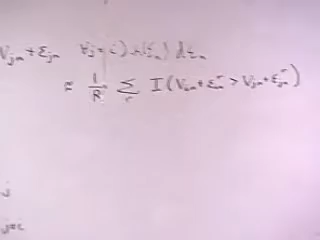 V_jn + ε_jn ∀j≠i) n(ε_n) dε_n
≈ 1/R Σ_r I(V_in + ε_in^r > V_jn + ε_jn^r)
j
j≠i